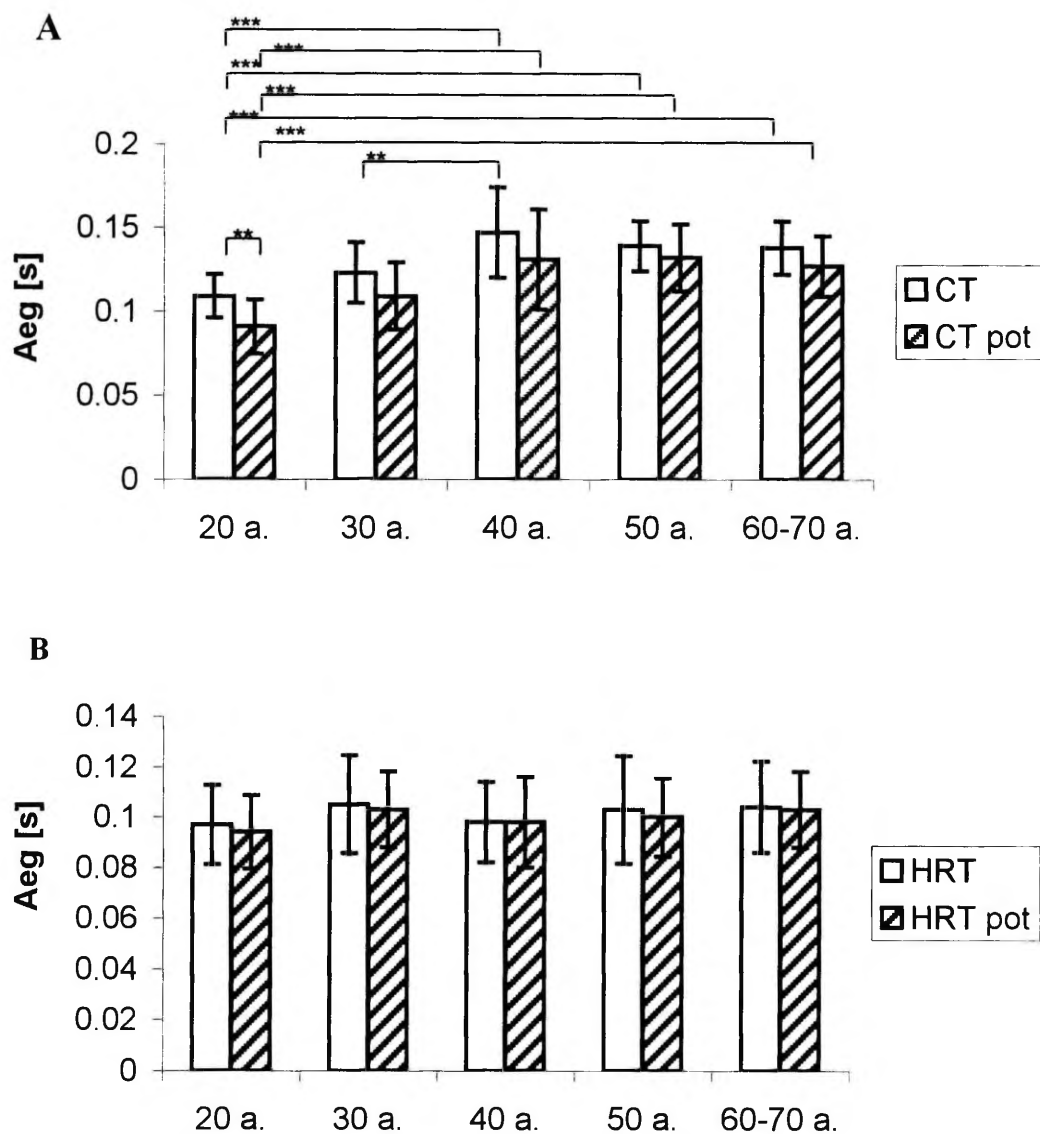 A
***
***
***
***
***
***
**
**
0.2
0.15
0.1
0.05
0
Aeg [s]
20 a. 30 a. 40 a. 50 a. 60-70 a.
CT
CT pot
B
0.14
0.12
0.1
0.08
0.06
0.04
0.02
0
Aeg [s]
20 a. 30 a. 40 a. 50 a. 60-70 a.
HRT
HRT pot